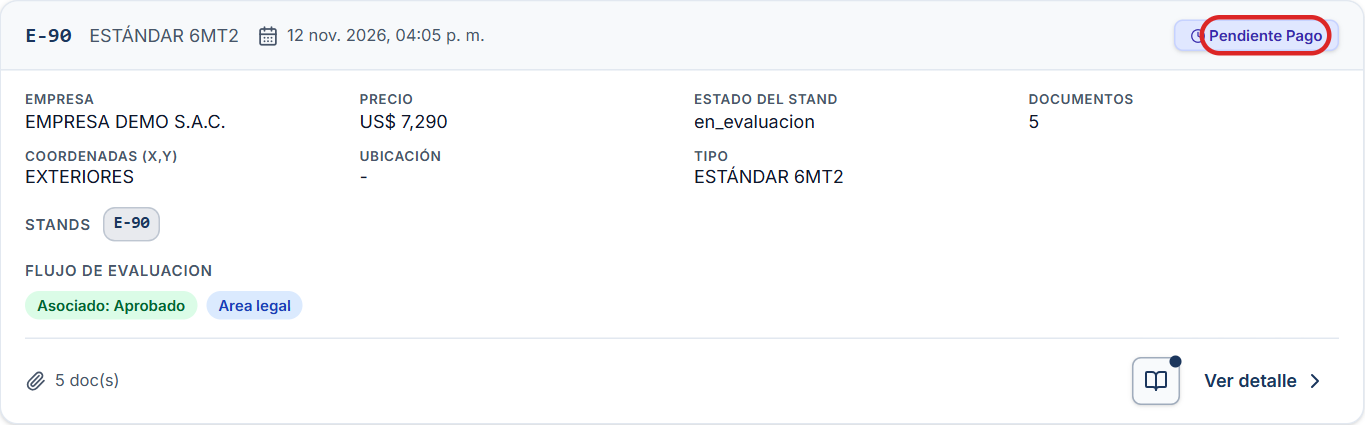 E-90 ESTÁNDAR 6MT2 12 nov. 2026, 04:05 p. m. Pendiente Pago
EMPRESA PRECIO ESTADO DEL STAND DOCUMENTOS
EMPRESA DEMO S.A.C. US$ 7,290 en_evaluacion 5
COORDENADAS (X,Y) UBICACIÓN TIPO
EXTERIORES - ESTÁNDAR 6MT2
STANDS E-90
FLUJO DE EVALUACION
Asociado: Aprobado Area legal
5 doc(s) Ver detalle